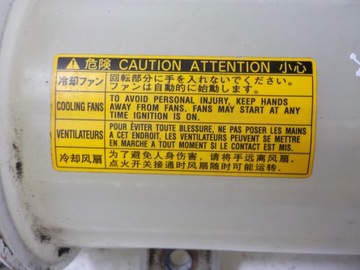 ⚠ 危険 CAUTION ATTENTION 小心
冷却ファン
回転部分に手を入れないでください。
ファンは自動的に始動します。
COOLING FANS
TO AVOID PERSONAL INJURY, KEEP HANDS
AWAY FROM FANS. FANS MAY START AT ANY
TIME IGNITION IS ON.
VENTILATEURS
POUR ÉVITER TOUTE BLESSURE, NE PAS POSER LES MAINS
A CET ENDROIT. LES VENTILATEURS PEUVENT SE METTRE
EN MARCHE A TOUT MOMENT SI LE CONTACT EST MIS.
冷却风扇
为了避免人身伤害，请将手远离风扇．
点火开关接通时风扇随时可能运转．